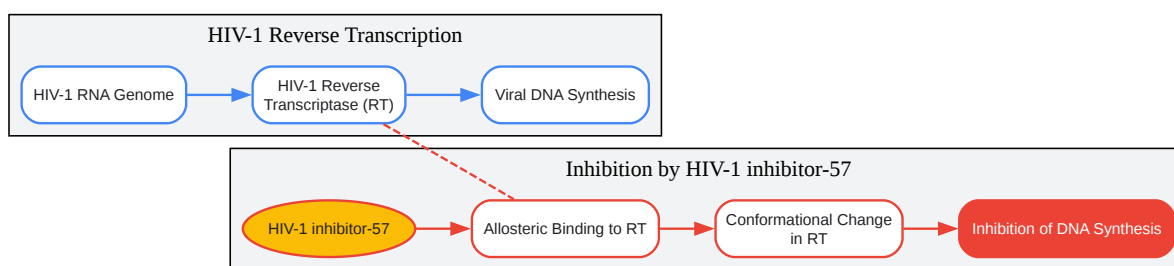 HIV-1 Reverse Transcription
HIV-1 RNA Genome
HIV-1 Reverse
Transcriptase (RT)
Viral DNA Synthesis
Inhibition by HIV-1 inhibitor-57
HIV-1 inhibitor-57
Allosteric Binding to RT
Conformational Change
in RT
Inhibition of DNA Synthesis